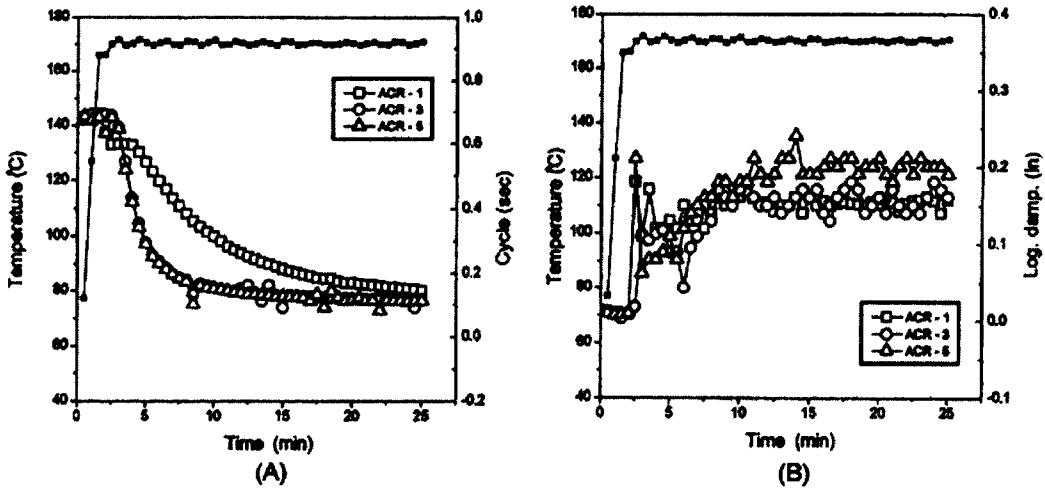 180
160
140
120
100
80
60
40
Temperature (°C)
0
5
10
15
20
25
Time (min)
1.0
0.8
0.6
0.4
0.2
0.0
-0.2
Cycle (sec)
ACR - 1
ACR - 3
ACR - 5
(A)
180
160
140
120
100
80
60
40
Temperature (°C)
0
5
10
15
20
25
Time (min)
0.4
0.3
0.2
0.1
0.0
-0.1
Log. damp. (ln)
ACR - 1
ACR - 3
ACR - 5
(B)